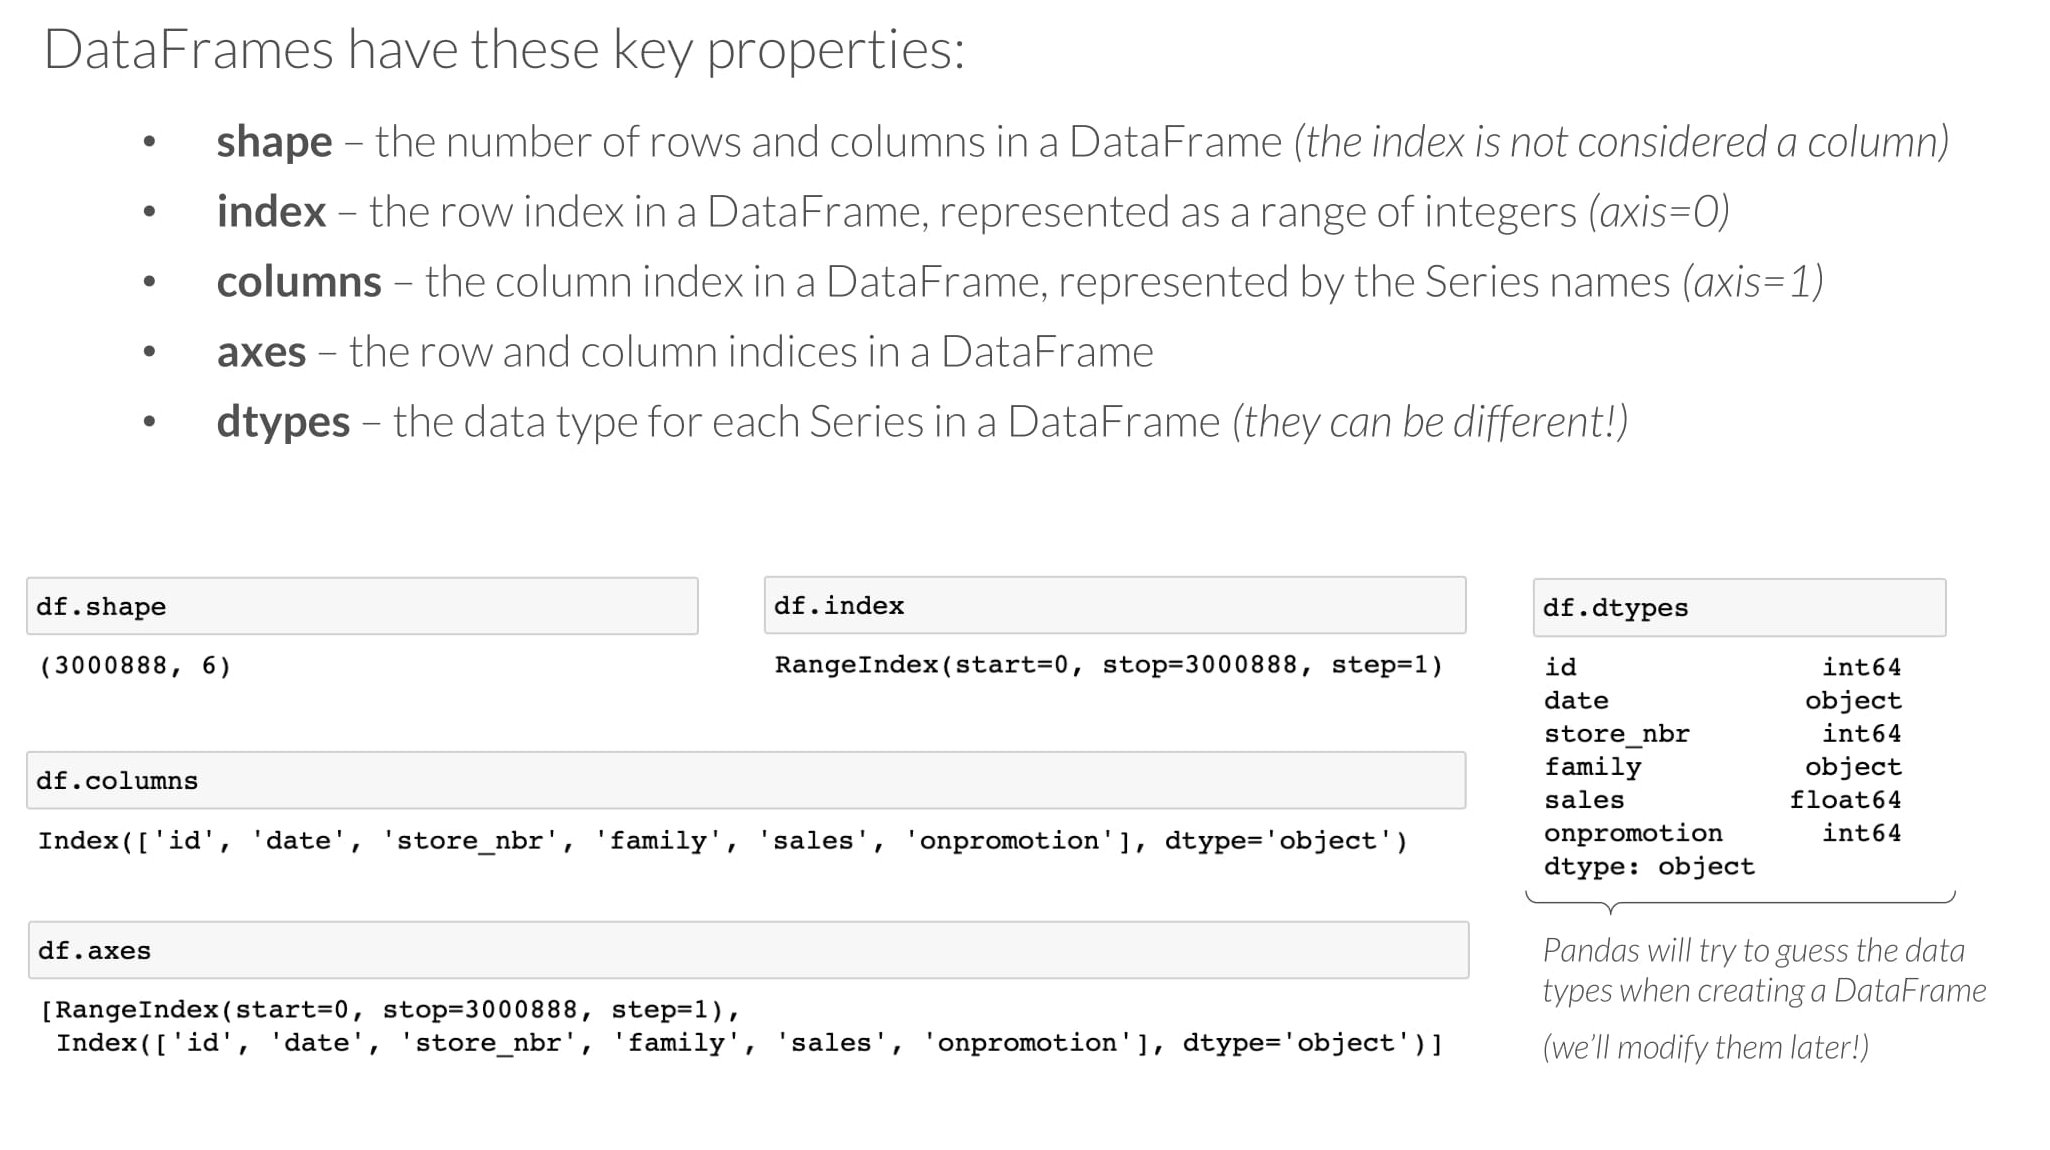 DataFrames have these key properties:
• shape – the number of rows and columns in a DataFrame (the index is not considered a column)
• index – the row index in a DataFrame, represented as a range of integers (axis=0)
• columns – the column index in a DataFrame, represented by the Series names (axis=1)
• axes – the row and column indices in a DataFrame
• dtypes – the data type for each Series in a DataFrame (they can be different!)
df.shape
(3000888, 6)
df.index
RangeIndex(start=0, stop=3000888, step=1)
df.columns
Index(['id', 'date', 'store_nbr', 'family', 'sales', 'onpromotion'], dtype='object')
df.axes
[RangeIndex(start=0, stop=3000888, step=1),
 Index(['id', 'date', 'store_nbr', 'family', 'sales', 'onpromotion'], dtype='object')]
df.dtypes
id int64
date object
store_nbr int64
family object
sales float64
onpromotion int64
dtype: object
Pandas will try to guess the data
types when creating a DataFrame
(we'll modify them later!)